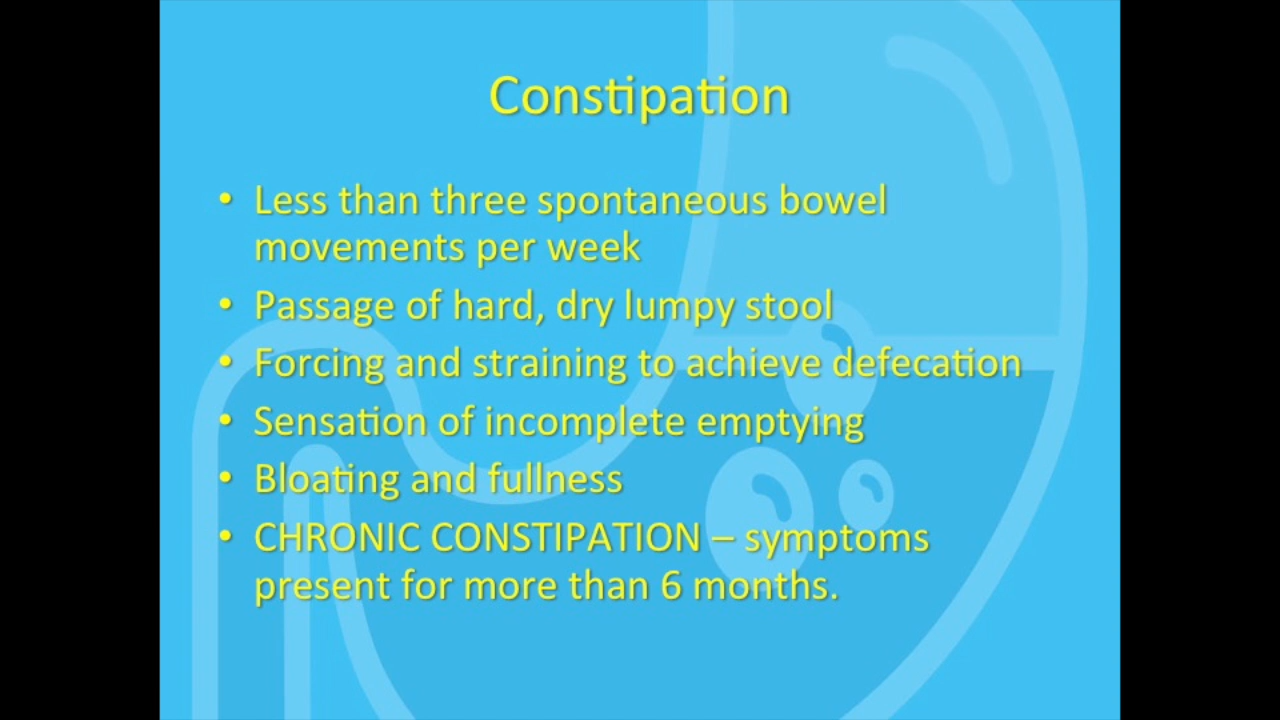 Constipation
• Less than three spontaneous bowel
movements per week
• Passage of hard, dry lumpy stool
• Forcing and straining to achieve defecation
• Sensation of incomplete emptying
• Bloating and fullness
• CHRONIC CONSTIPATION – symptoms
present for more than 6 months.